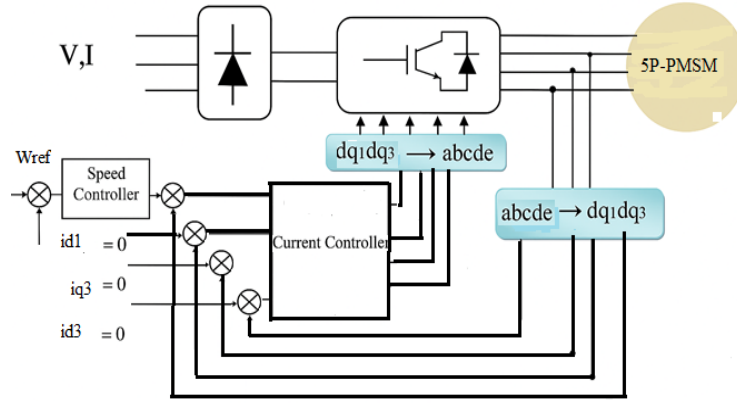 V,I
5P-PMSM
dq1dq3 → abcde
Wref
Speed
Controller
abcde → dq1dq3
id1 = 0
Current Controller
iq3 = 0
id3 = 0